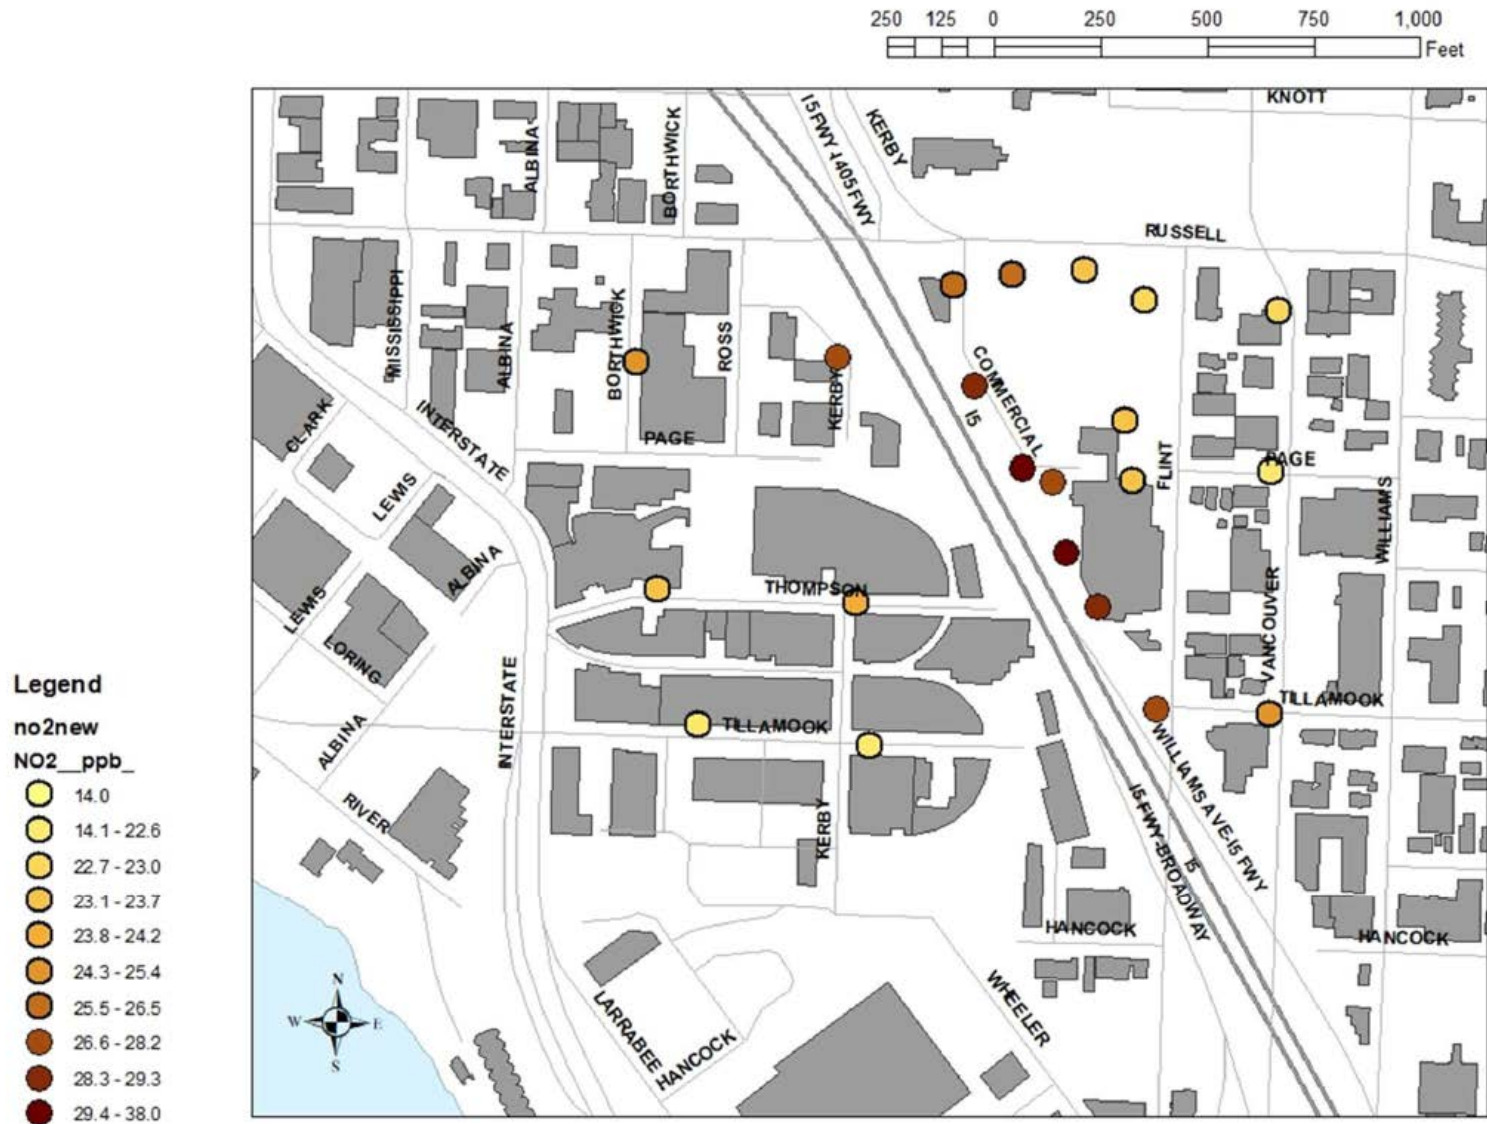 250 125 0 250 500 750 1,000
Feet
KNOTT
I5 FWY-I405 FWY
KERBY
BORTHWICK
ALBINA
RUSSELL
MISSISSIPPI
ALBINA
BORTHWICK
ROSS
KERBY
COMMERCIAL
I5
CLARK
INTERSTATE
PAGE
FLINT
PAGE
WILLIAMS
LEWIS
ALBINA
THOMPSON
VANCOUVER
LEWIS
LORING
INTERSTATE
TILLAMOOK
TILLAMOOK
ALBINA
WILLIAMS AVE-I5 FWY
RIVER
KERBY
I5 FWY-BROADWAY
I5
HANCOCK
HANCOCK
LARRABEE
HANCOCK
WHEELER
N
W E
S
Legend
no2new
NO2__ppb_
14.0
14.1 - 22.6
22.7 - 23.0
23.1 - 23.7
23.8 - 24.2
24.3 - 25.4
25.5 - 26.5
26.6 - 28.2
28.3 - 29.3
29.4 - 38.0